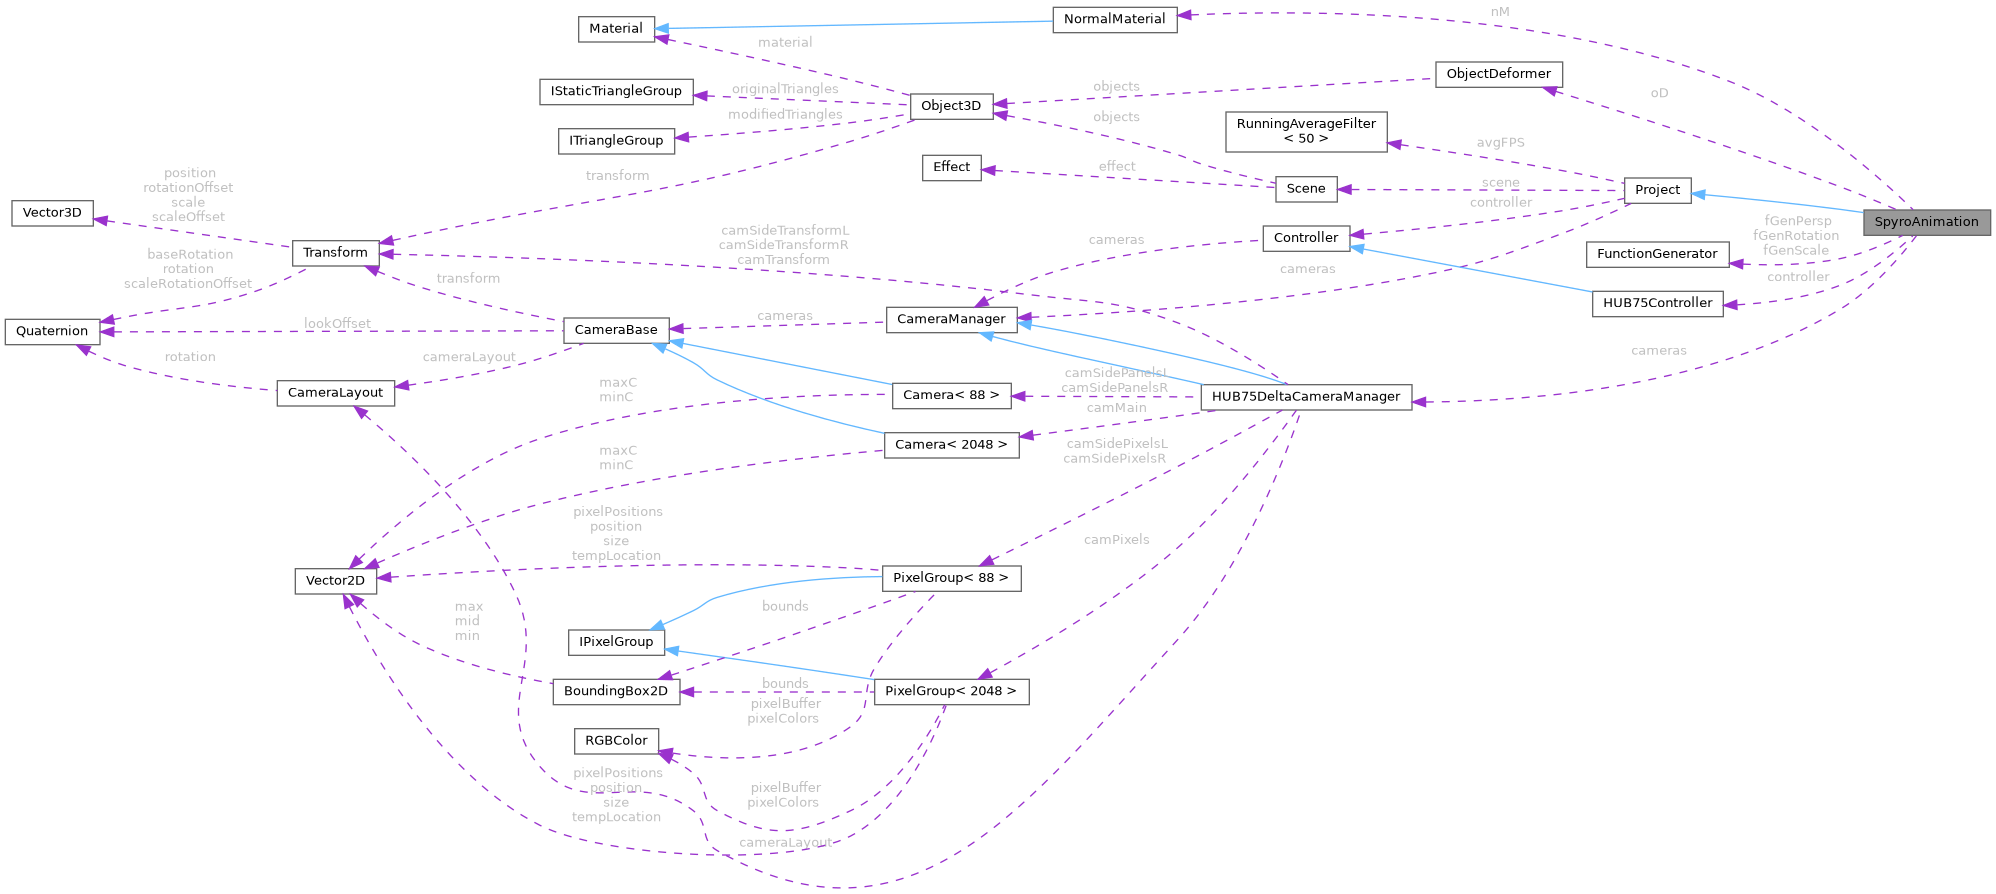 nM
NormalMaterial
Material
material
ObjectDeformer
objects
oD
IStaticTriangleGroup
originalTriangles
Object3D
modifiedTriangles
objects
RunningAverageFilter
< 50 >
avgFPS
ITriangleGroup
Effect
effect
transform
Scene
scene
Project
controller
position
rotationOffset
scale
scaleOffset
Vector3D
SpyroAnimation
fGenPersp
fGenRotation
fGenScale
camSideTransformL
camSideTransformR
camTransform
cameras
Controller
Transform
FunctionGenerator
baseRotation
rotation
scaleRotationOffset
transform
cameras
controller
HUB75Controller
Quaternion
lookOffset
CameraBase
cameras
CameraManager
rotation
cameraLayout
cameras
CameraLayout
maxC
minC
Camera< 88 >
camSidePanelsL
camSidePanelsR
HUB75DeltaCameraManager
camMain
Camera< 2048 >
camSidePixelsL
camSidePixelsR
maxC
minC
pixelPositions
position
size
tempLocation
camPixels
Vector2D
PixelGroup< 88 >
max
mid
min
bounds
IPixelGroup
BoundingBox2D
bounds
PixelGroup< 2048 >
pixelBuffer
pixelColors
RGBColor
pixelPositions
position
size
tempLocation
pixelBuffer
pixelColors
cameraLayout